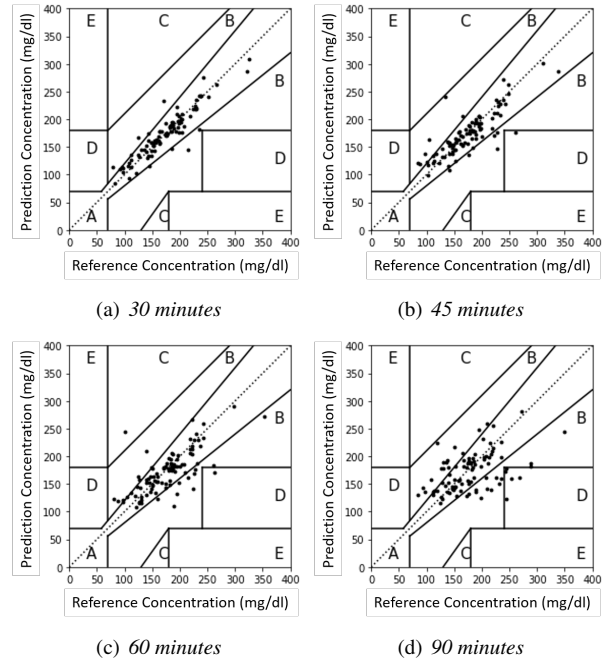 400
350
300
250
200
150
100
50
0
Prediction Concentration (mg/dl)
E C B
B
D
D
A C E
0 50 100 150 200 250 300 350 400
Reference Concentration (mg/dl)
(a) 30 minutes
400
350
300
250
200
150
100
50
0
Prediction Concentration (mg/dl)
E C B
B
D
D
A C E
0 50 100 150 200 250 300 350 400
Reference Concentration (mg/dl)
(b) 45 minutes
400
350
300
250
200
150
100
50
0
Prediction Concentration (mg/dl)
E C B
B
D
D
A C E
0 50 100 150 200 250 300 350 400
Reference Concentration (mg/dl)
(c) 60 minutes
400
350
300
250
200
150
100
50
0
Prediction Concentration (mg/dl)
E C B
B
D
D
A C E
0 50 100 150 200 250 300 350 400
Reference Concentration (mg/dl)
(d) 90 minutes